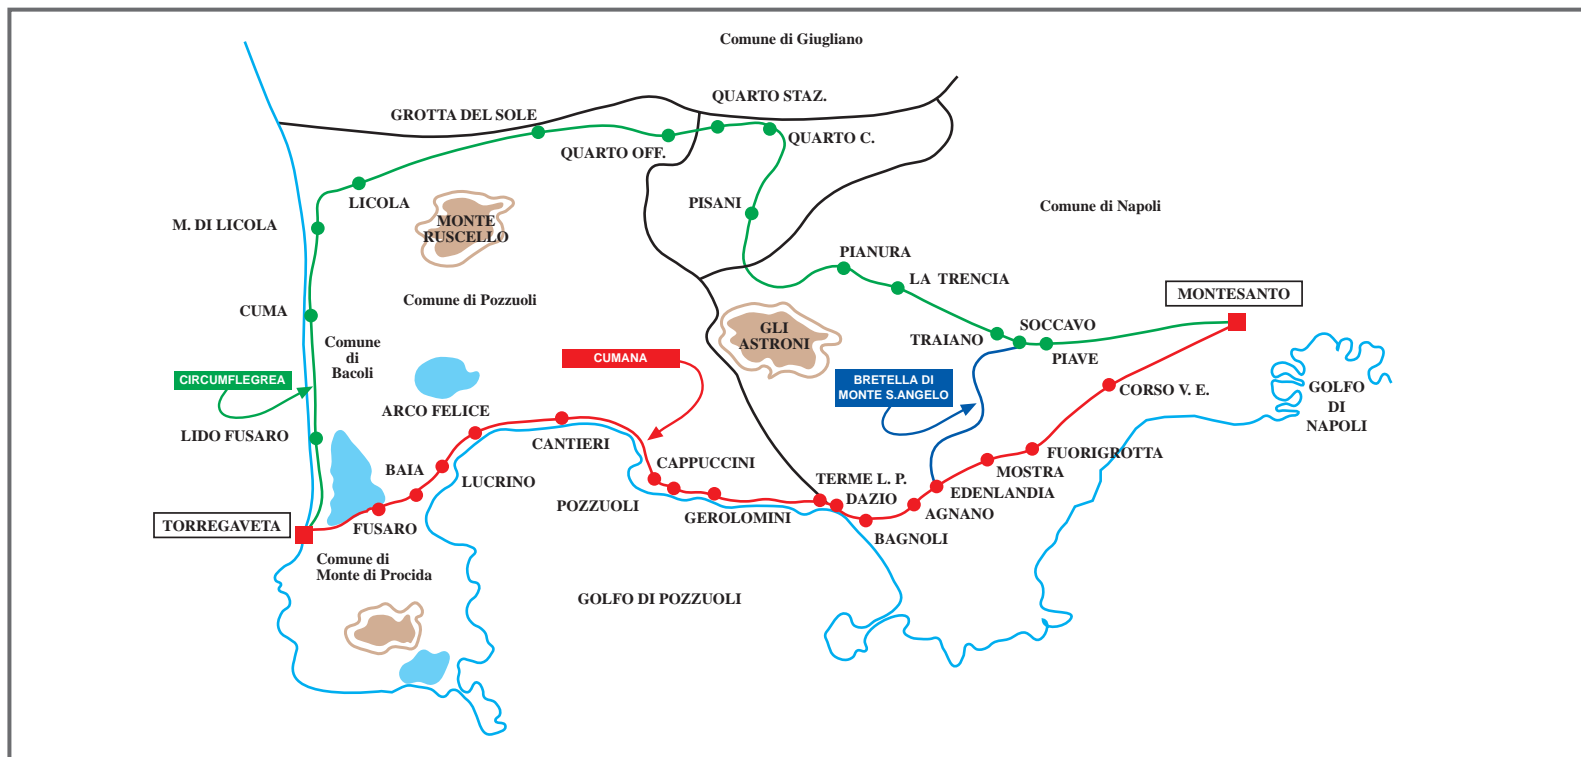 Comune di Giugliano
QUARTO STAZ.
GROTTA DEL SOLE
QUARTO C.
QUARTO OFF.
LICOLA
PISANI
Comune di Napoli
M. DI LICOLA
MONTE
RUSCELLO
PIANURA
LA TRENCIA
MONTESANTO
Comune di Pozzuoli
CUMA
GLI
ASTRONI
SOCCAVO
TRAIANO
PIAVE
Comune
di
Bacoli
CUMANA
CIRCUMFLEGREA
BRETELLA DI
MONTE S.ANGELO
CORSO V. E.
GOLFO
DI
NAPOLI
ARCO FELICE
LIDO FUSARO
CANTIERI
FUORIGROTTA
BAIA
LUCRINO
CAPPUCCINI
MOSTRA
TERME L. P.
DAZIO
EDENLANDIA
POZZUOLI
AGNANO
GEROLOMINI
TORREGAVETA
FUSARO
BAGNOLI
Comune di
Monte di Procida
GOLFO DI POZZUOLI